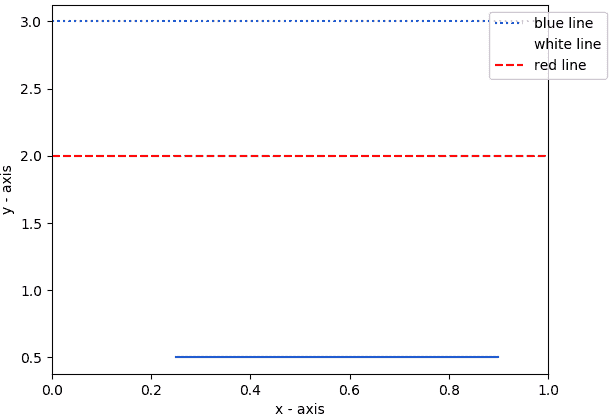 3.0
2.5
2.0
1.5
1.0
0.5
y - axis
0.0 0.2 0.4 0.6 0.8 1.0
x - axis
blue line
white line
red line